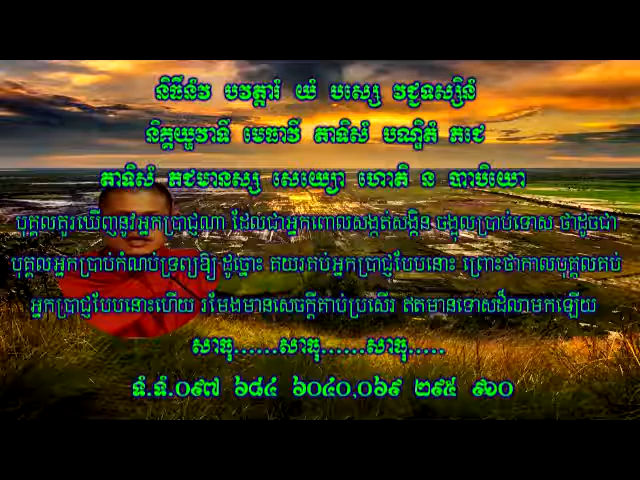 និធីនំវ បវត្តារំ យំ បស្សេ វជ្ជទស្សិនំ
និគ្គយ្ហវាទឹ មេធាវី តាទិសំ បណ្ឌិតំ ភជេ
តាទិសំ ភជមានស្ស សេយ្យោ ហោតិ ន បាបិយោ
បុគ្គលគួរឃើញនូវអ្នកប្រាជ្ញណា ដែលជាអ្នកពោលសង្កត់សង្កិន ចង្អុលប្រាប់ទោស ថាដូចជា
បុគ្គលអ្នកប្រាប់កំណប់ទ្រព្យឱ្យ ដូច្នោះ គយរគប់អ្នកប្រាជ្ញបែបនោះ ព្រោះថាកាលបុគ្គលគប់
អ្នកប្រាជ្ញបែបនោះហើយ រមែងមានសេចក្តីគាប់ប្រសើរ ឥតមានទោសដ៏លាមកឡើយ
សាធុ......សាធុ......សាធុ.....
ទំ.ទំ.០៩៧ ៦៨៤ ៦០៤០,០៦៩ ២៩៥ ៩១០